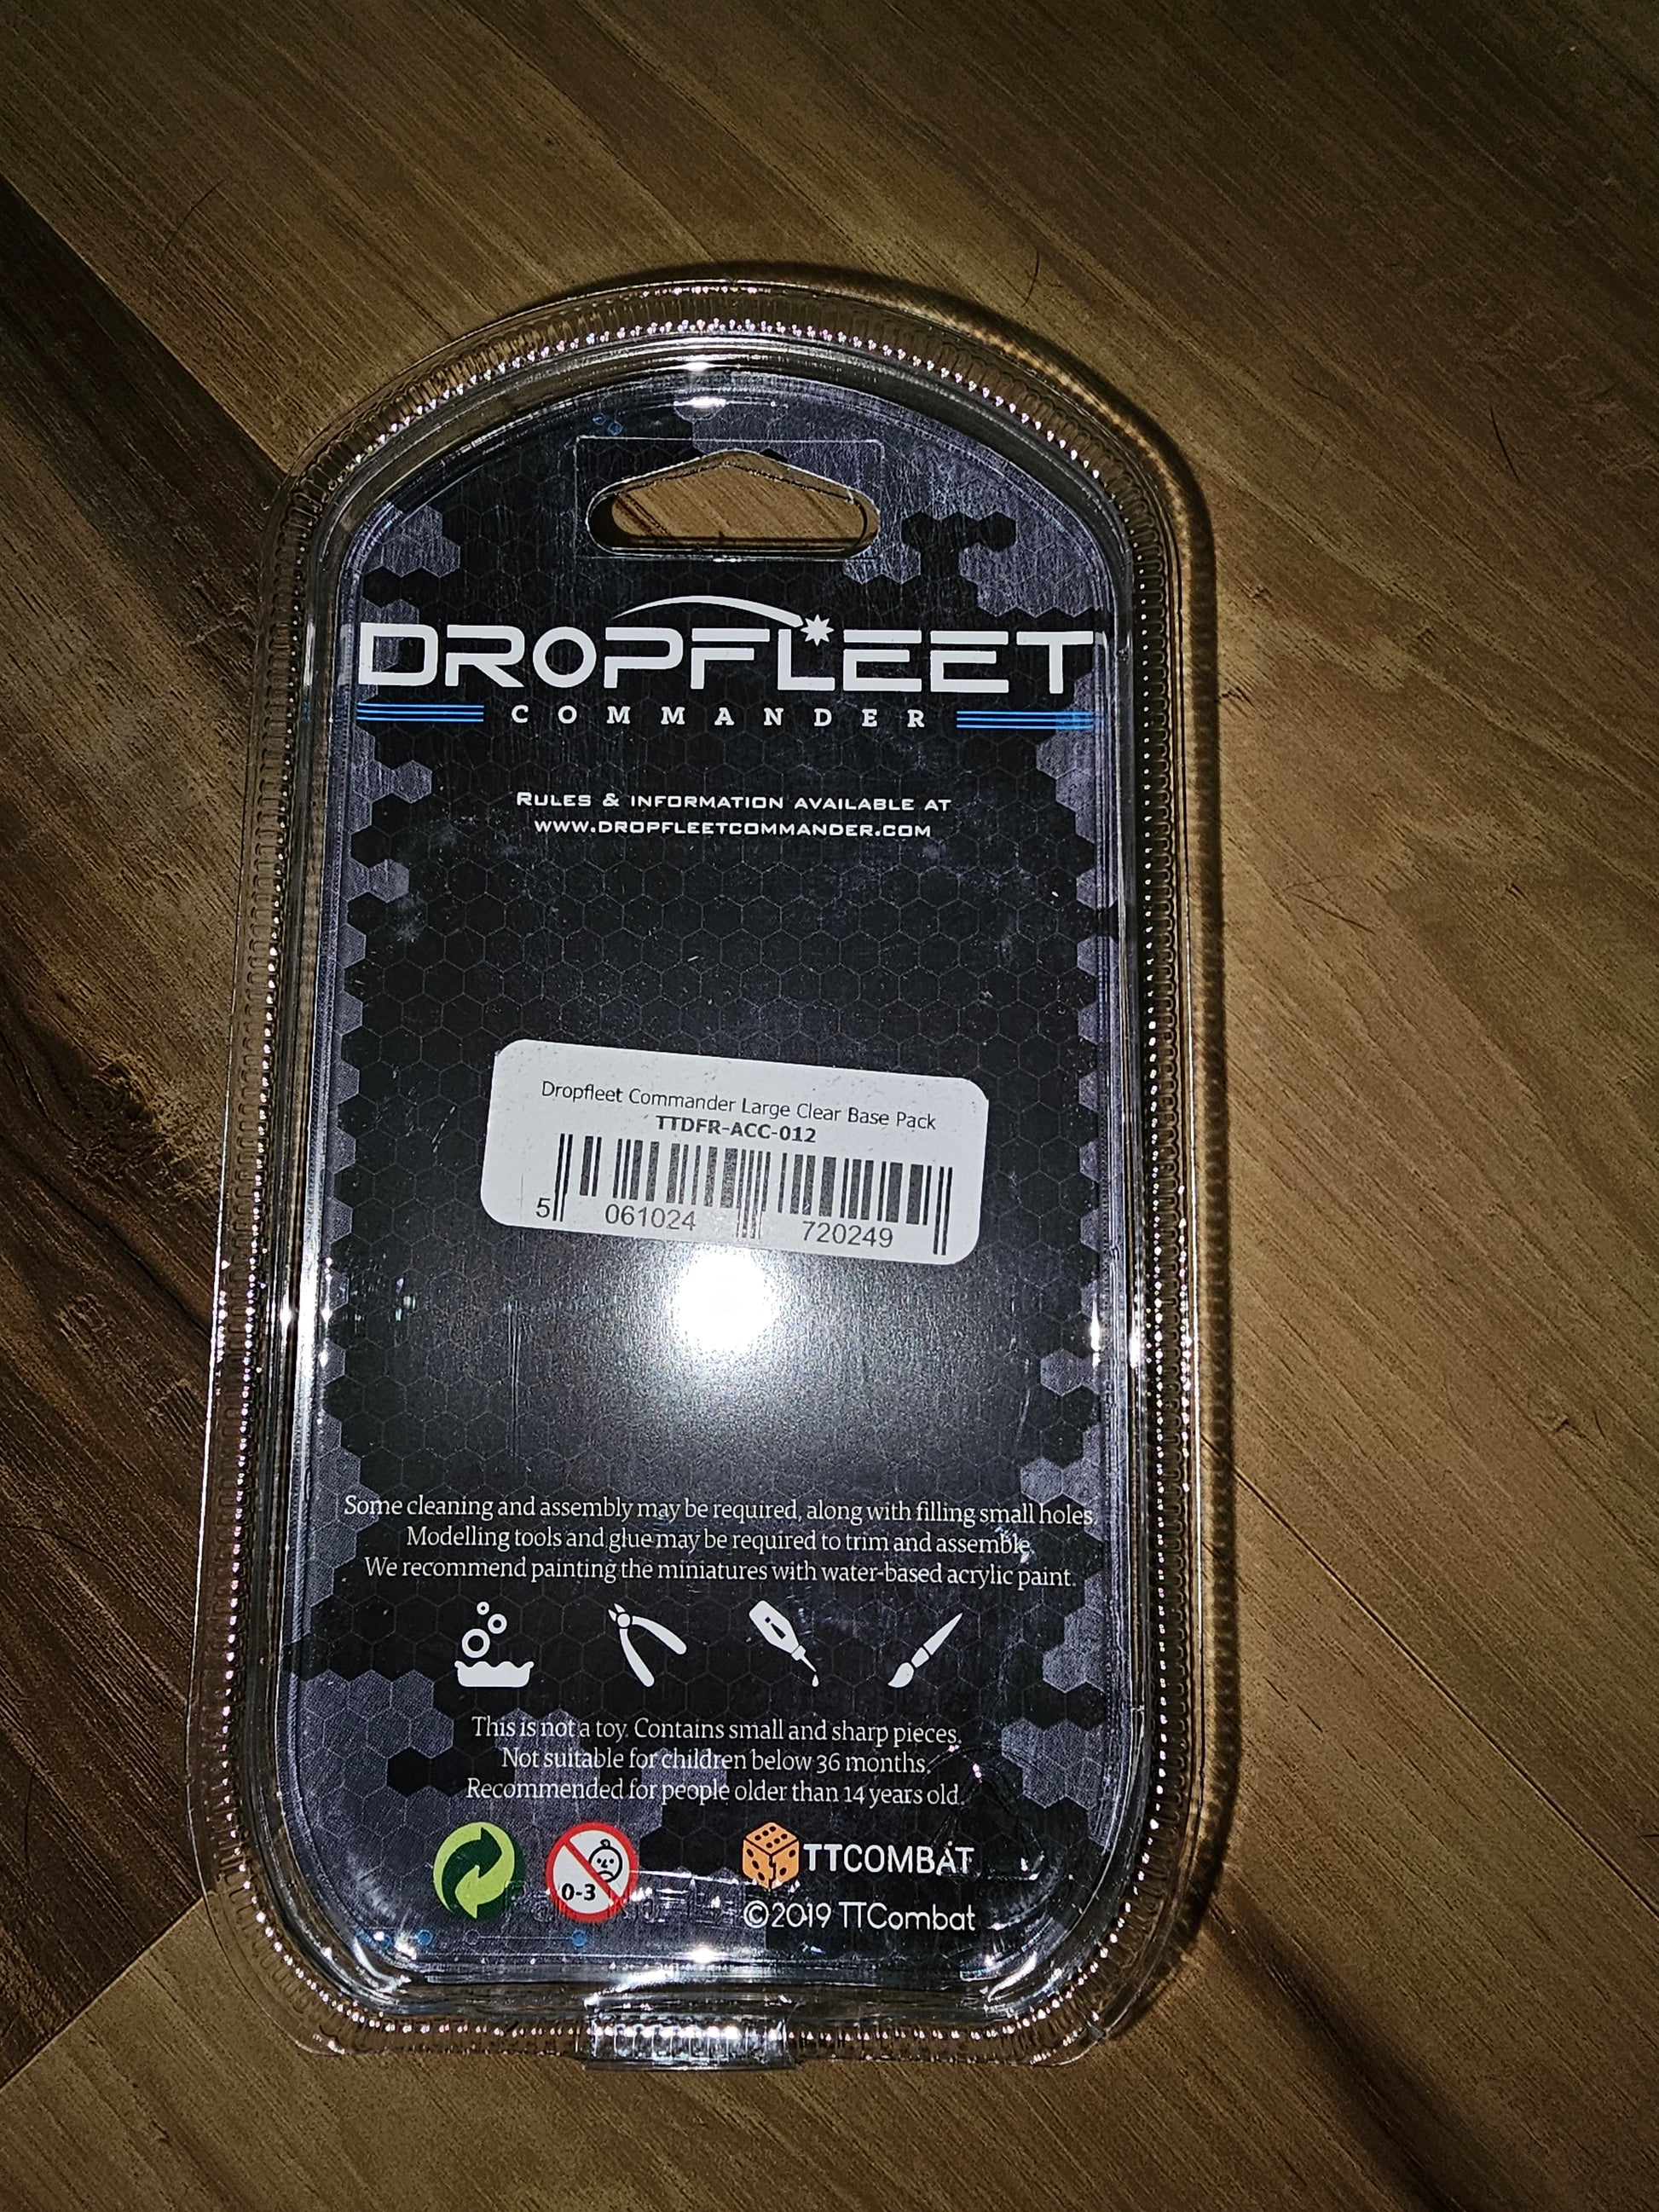 DROPFLEET
COMMANDER
RULES & INFORMATION AVAILABLE AT
WWW.DROPFLEETCOMMANDER.COM
Dropfleet Commander Large Clear Base Pack
TTDFR-ACC-012
5 061024 720249
Some cleaning and assembly may be required, along with filling small holes.
Modelling tools and glue may be required to trim and assemble.
We recommend painting the miniatures with water-based acrylic paint.
This is not a toy. Contains small and sharp pieces.
Not suitable for children below 36 months.
Recommended for people older than 14 years old.
0-3
TTCOMBAT
©2019 TTCombat